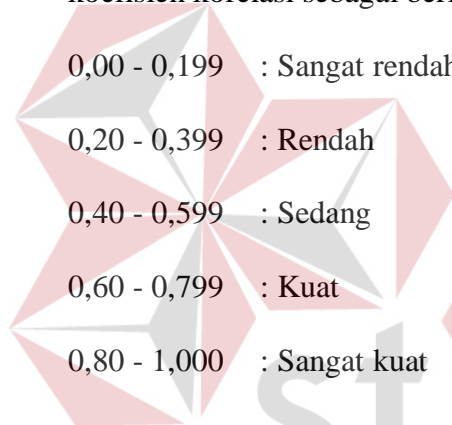 0,00 - 0,199 : Sangat rendah
0,20 - 0,399 : Rendah
0,40 - 0,599 : Sedang
0,60 - 0,799 : Kuat
0,80 - 1,000 : Sangat kuat
st